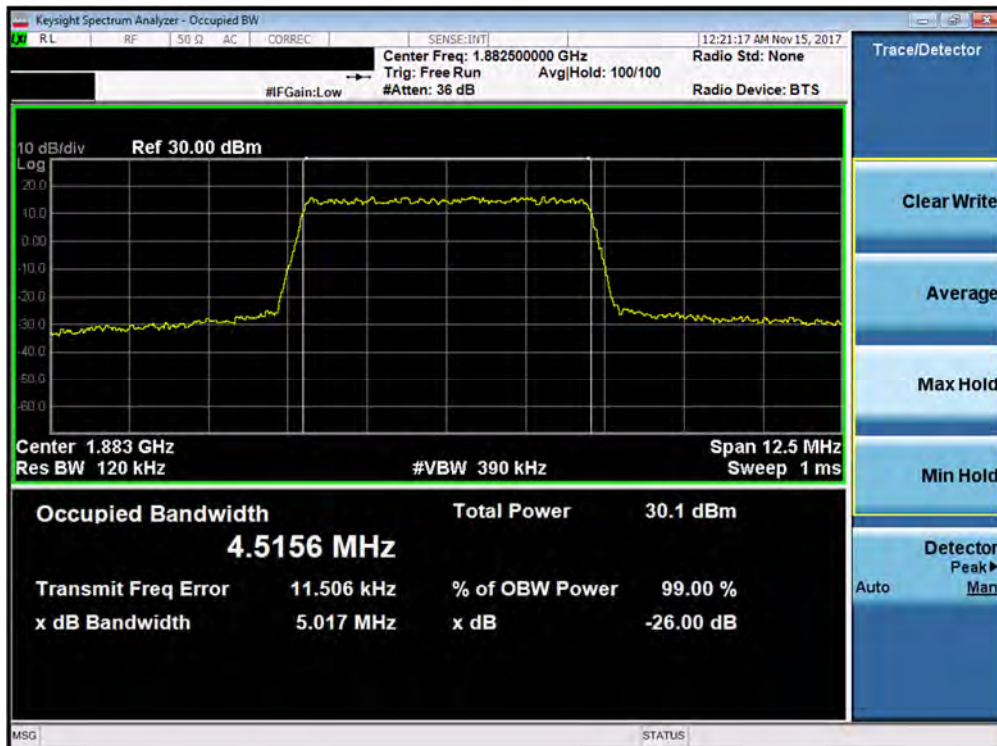 Keysight Spectrum Analyzer - Occupied BW
LXI RL RF 50 Ω AC CORREC SENSE:INT 12:21:17 AM Nov 15, 2017
Center Freq: 1.882500000 GHz Radio Std: None
Trig: Free Run Avg|Hold: 100/100
#IFGain:Low #Atten: 36 dB Radio Device: BTS
10 dB/div Ref 30.00 dBm
Log
20.0
10.0
0.00
-10.0
-20.0
-30.0
-40.0
-50.0
-60.0
Center 1.883 GHz Span 12.5 MHz
Res BW 120 kHz #VBW 390 kHz Sweep 1 ms
Occupied Bandwidth Total Power 30.1 dBm
4.5156 MHz
Transmit Freq Error 11.506 kHz % of OBW Power 99.00 %
x dB Bandwidth 5.017 MHz x dB -26.00 dB
Trace/Detector
Clear Write
Average
Max Hold
Min Hold
Detector
Peak
Auto Man
MSG STATUS